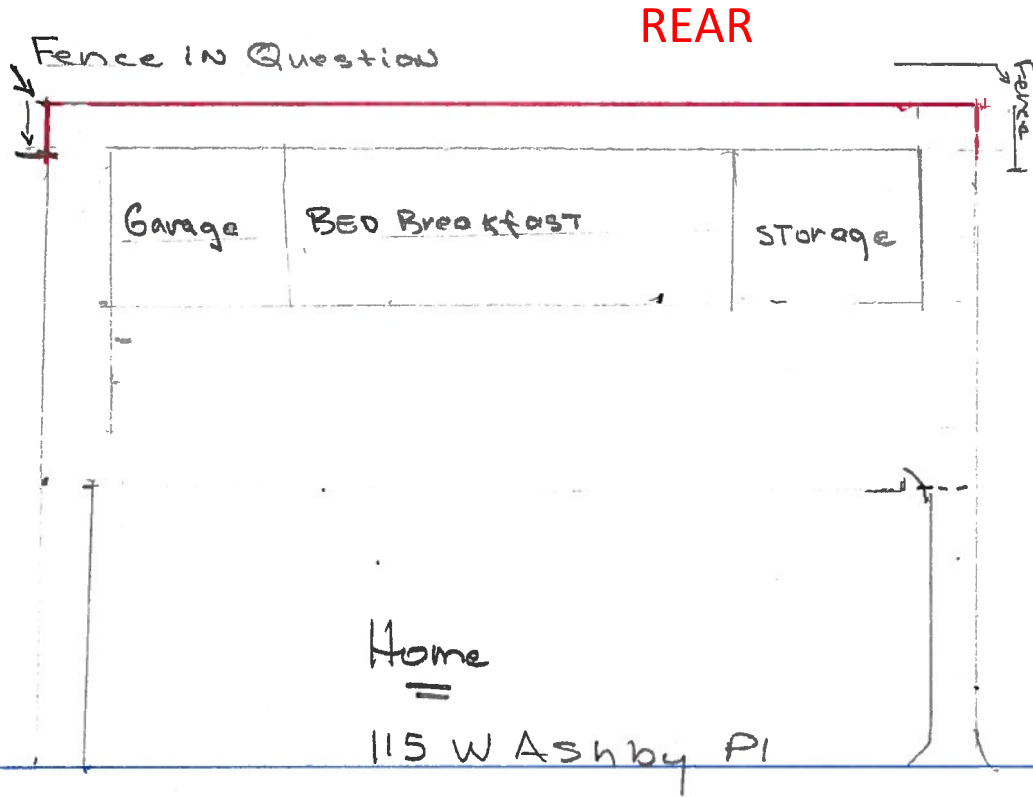 REAR
Fence IN Question
Fence
Garage
BED Breakfast
STorage
Home
115 W Ashby Pl